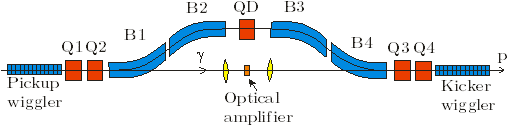 B2 QD B3
Q1 Q2 B1 B4 Q3 Q4
γ p
Pickup
wiggler
Optical
amplifier
Kicker
wiggler